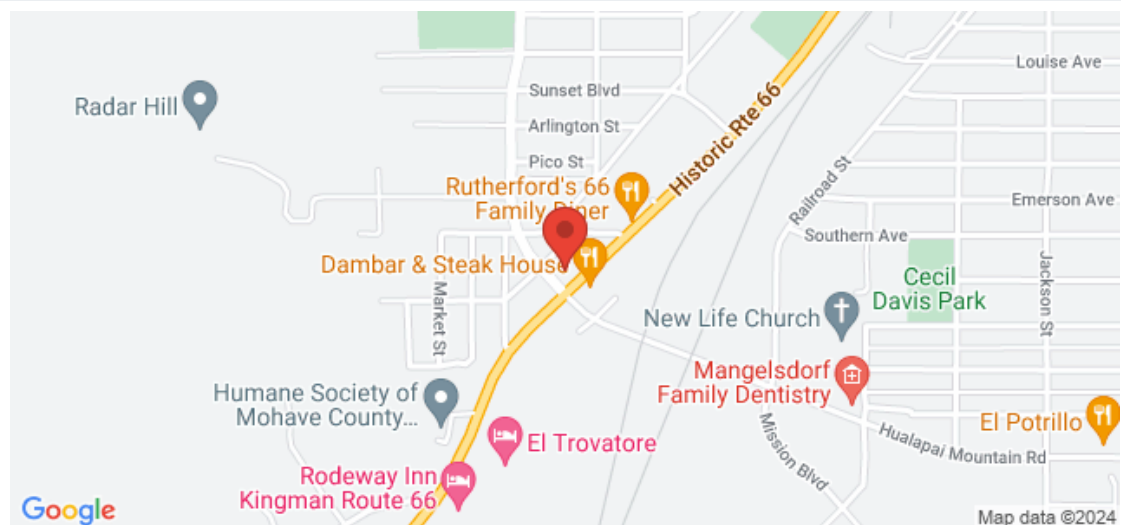 Louise Ave
Sunset Blvd
Radar Hill
Arlington St
Historic Rte 66
Pico St
Railroad St
Rutherford's 66
Family Diner
Emerson Ave
Southern Ave
Dambar & Steak House
Cecil
Davis Park
Jackson St
Market St
New Life Church
Mangelsdorf
Family Dentistry
Humane Society of
Mohave County...
El Potrillo
El Trovatore
Mission Blvd
Hualapai Mountain Rd
Rodeway Inn
Kingman Route 66
Google
Map data ©2024